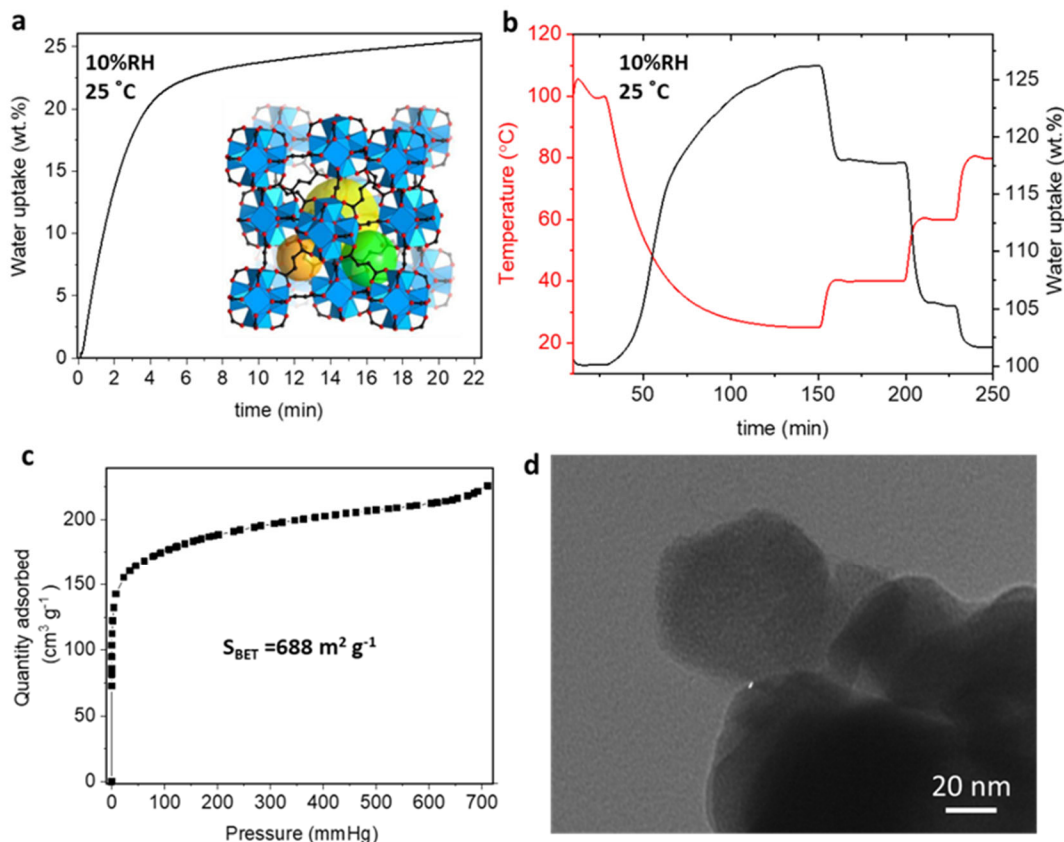 a
10%RH
25 °C
Water uptake (wt.%)
25
20
15
10
5
0
0 2 4 6 8 10 12 14 16 18 20 22
time (min)
b
10%RH
25 °C
Temperature (°C)
120
100
80
60
40
20
Water uptake (wt.%)
125
120
115
110
105
100
50 100 150 200 250
time (min)
c
Quantity adsorbed
(cm³ g⁻¹)
200
150
100
50
0
S_BET =688 m² g⁻¹
0 100 200 300 400 500 600 700
Pressure (mmHg)
d
20 nm